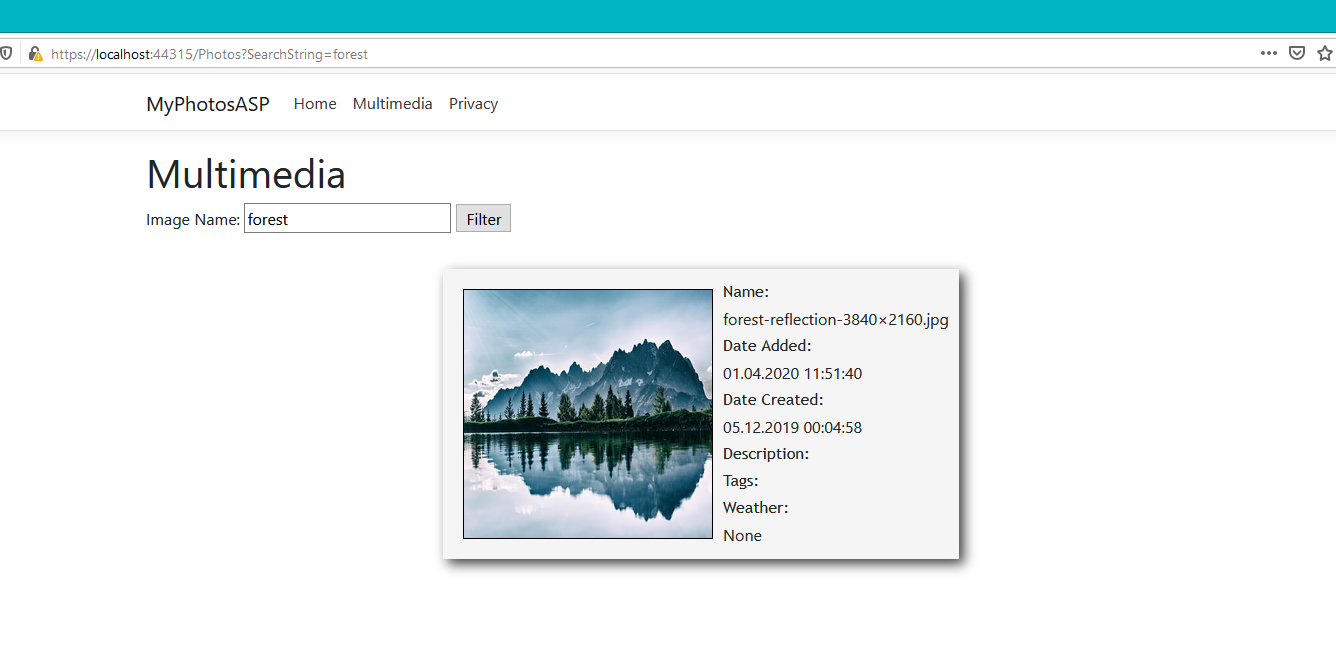 https://localhost:44315/Photos?SearchString=forest
MyPhotosASP Home Multimedia Privacy
Multimedia
Image Name: forest Filter
Name:
forest-reflection-3840×2160.jpg
Date Added:
01.04.2020 11:51:40
Date Created:
05.12.2019 00:04:58
Description:
Tags:
Weather:
None